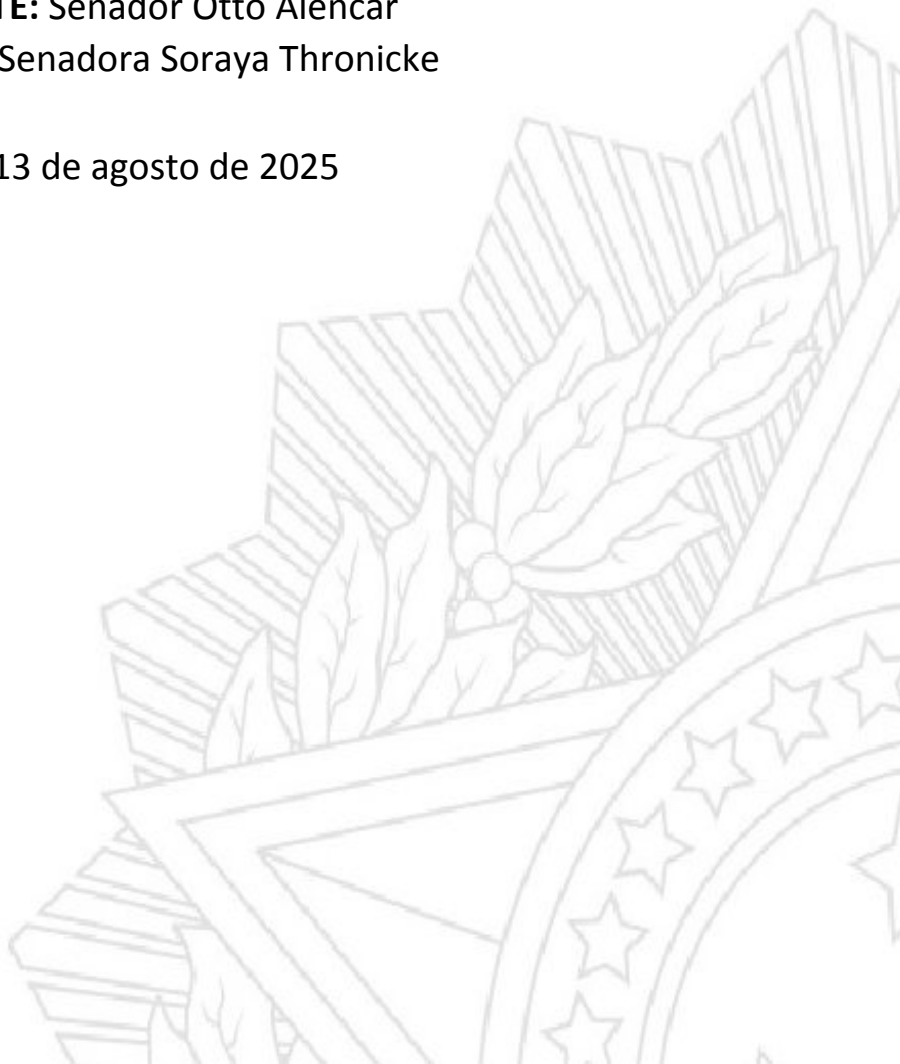 TE: Senador Otto Alencar
Senadora Soraya Thronicke
13 de agosto de 2025